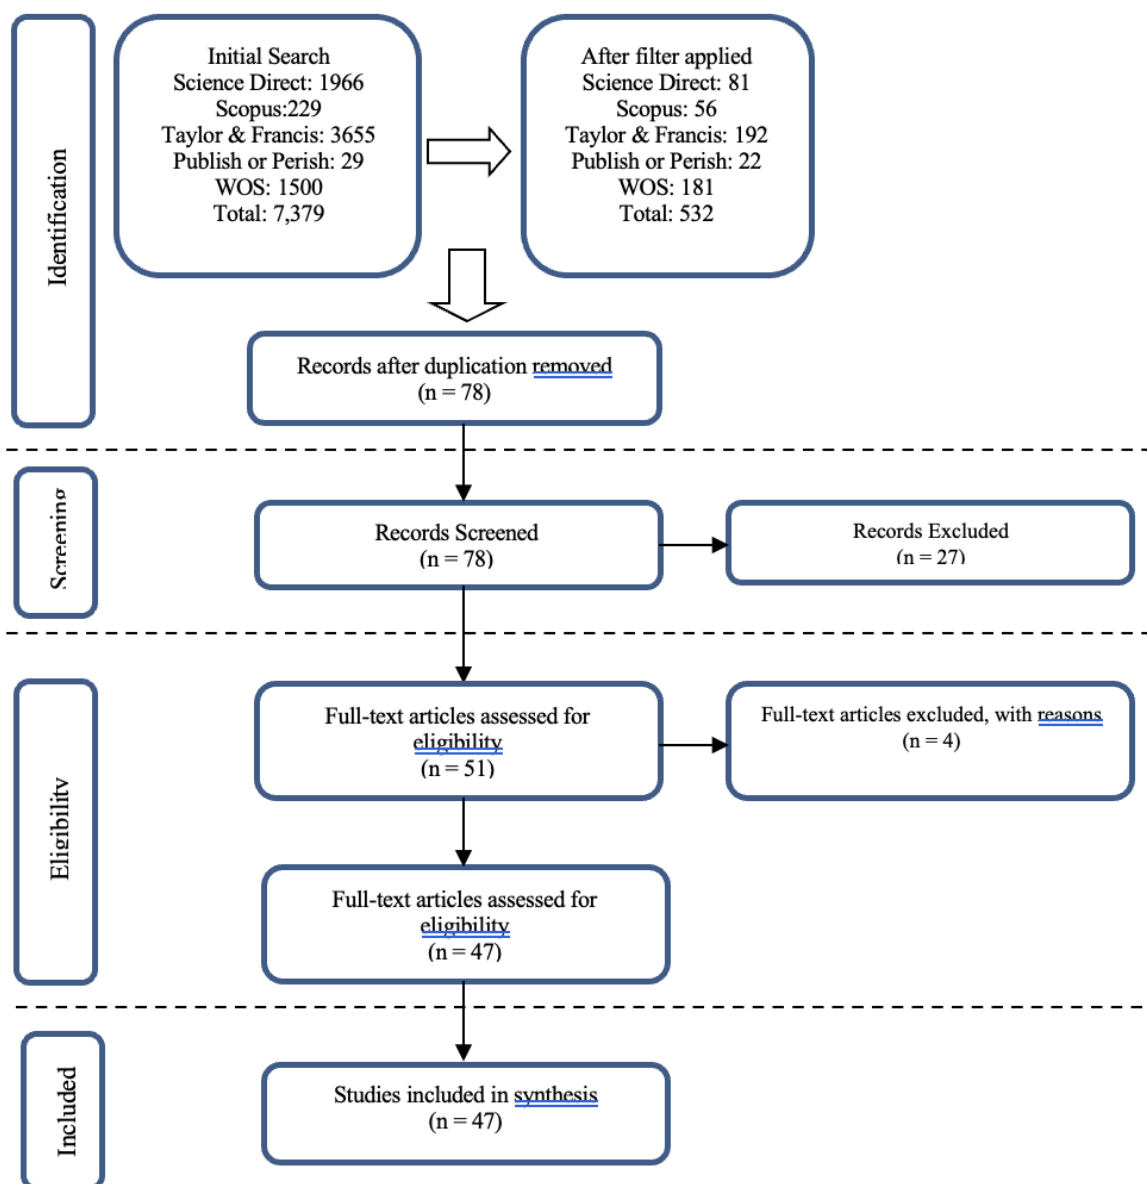 Identification
Initial Search
Science Direct: 1966
Scopus:229
Taylor & Francis: 3655
Publish or Perish: 29
WOS: 1500
Total: 7,379
After filter applied
Science Direct: 81
Scopus: 56
Taylor & Francis: 192
Publish or Perish: 22
WOS: 181
Total: 532
Records after duplication removed
(n = 78)
Screening
Records Screened
(n = 78)
Records Excluded
(n = 27)
Eligibility
Full-text articles assessed for
eligibility
(n = 51)
Full-text articles excluded, with reasons
(n = 4)
Full-text articles assessed for
eligibility
(n = 47)
Included
Studies included in synthesis
(n = 47)